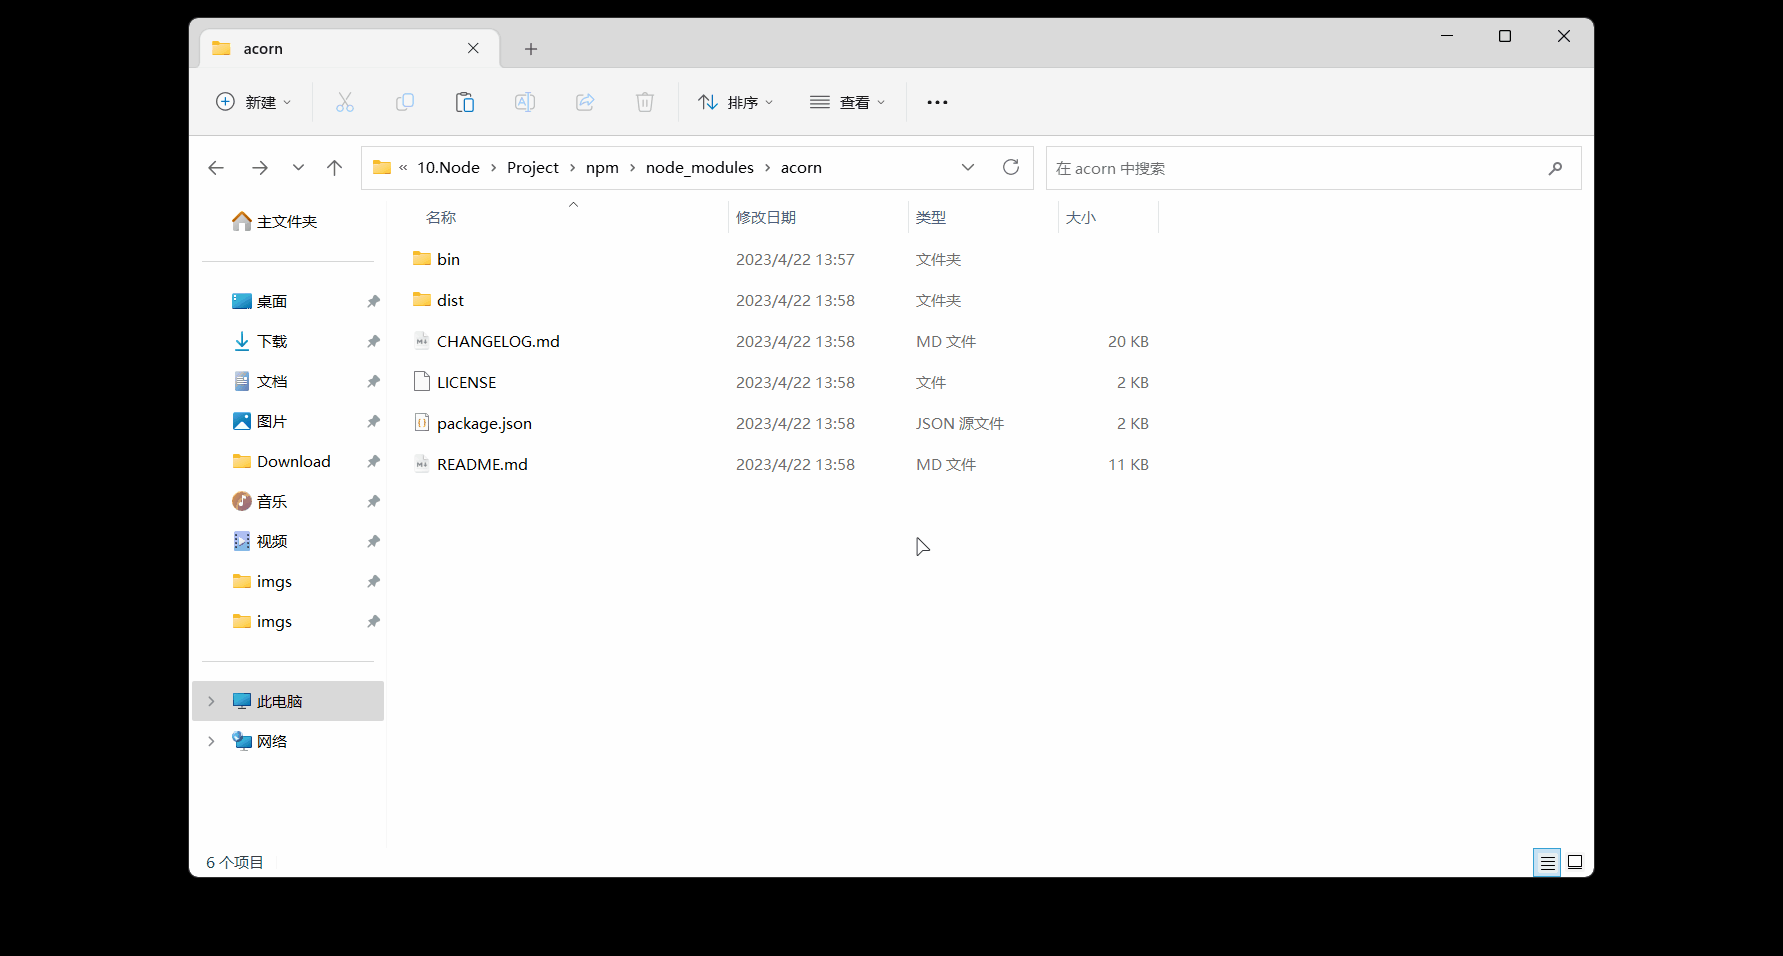 acorn
新建
排序
查看
« 10.Node > Project > npm > node_modules > acorn
在 acorn 中搜索
主文件夹
桌面
下载
文档
图片
Download
音乐
视频
imgs
imgs
此电脑
网络
名称 修改日期 类型 大小
bin 2023/4/22 13:57 文件夹
dist 2023/4/22 13:58 文件夹
CHANGELOG.md 2023/4/22 13:58 MD 文件 20 KB
LICENSE 2023/4/22 13:58 文件 2 KB
package.json 2023/4/22 13:58 JSON 源文件 2 KB
README.md 2023/4/22 13:58 MD 文件 11 KB
6 个项目